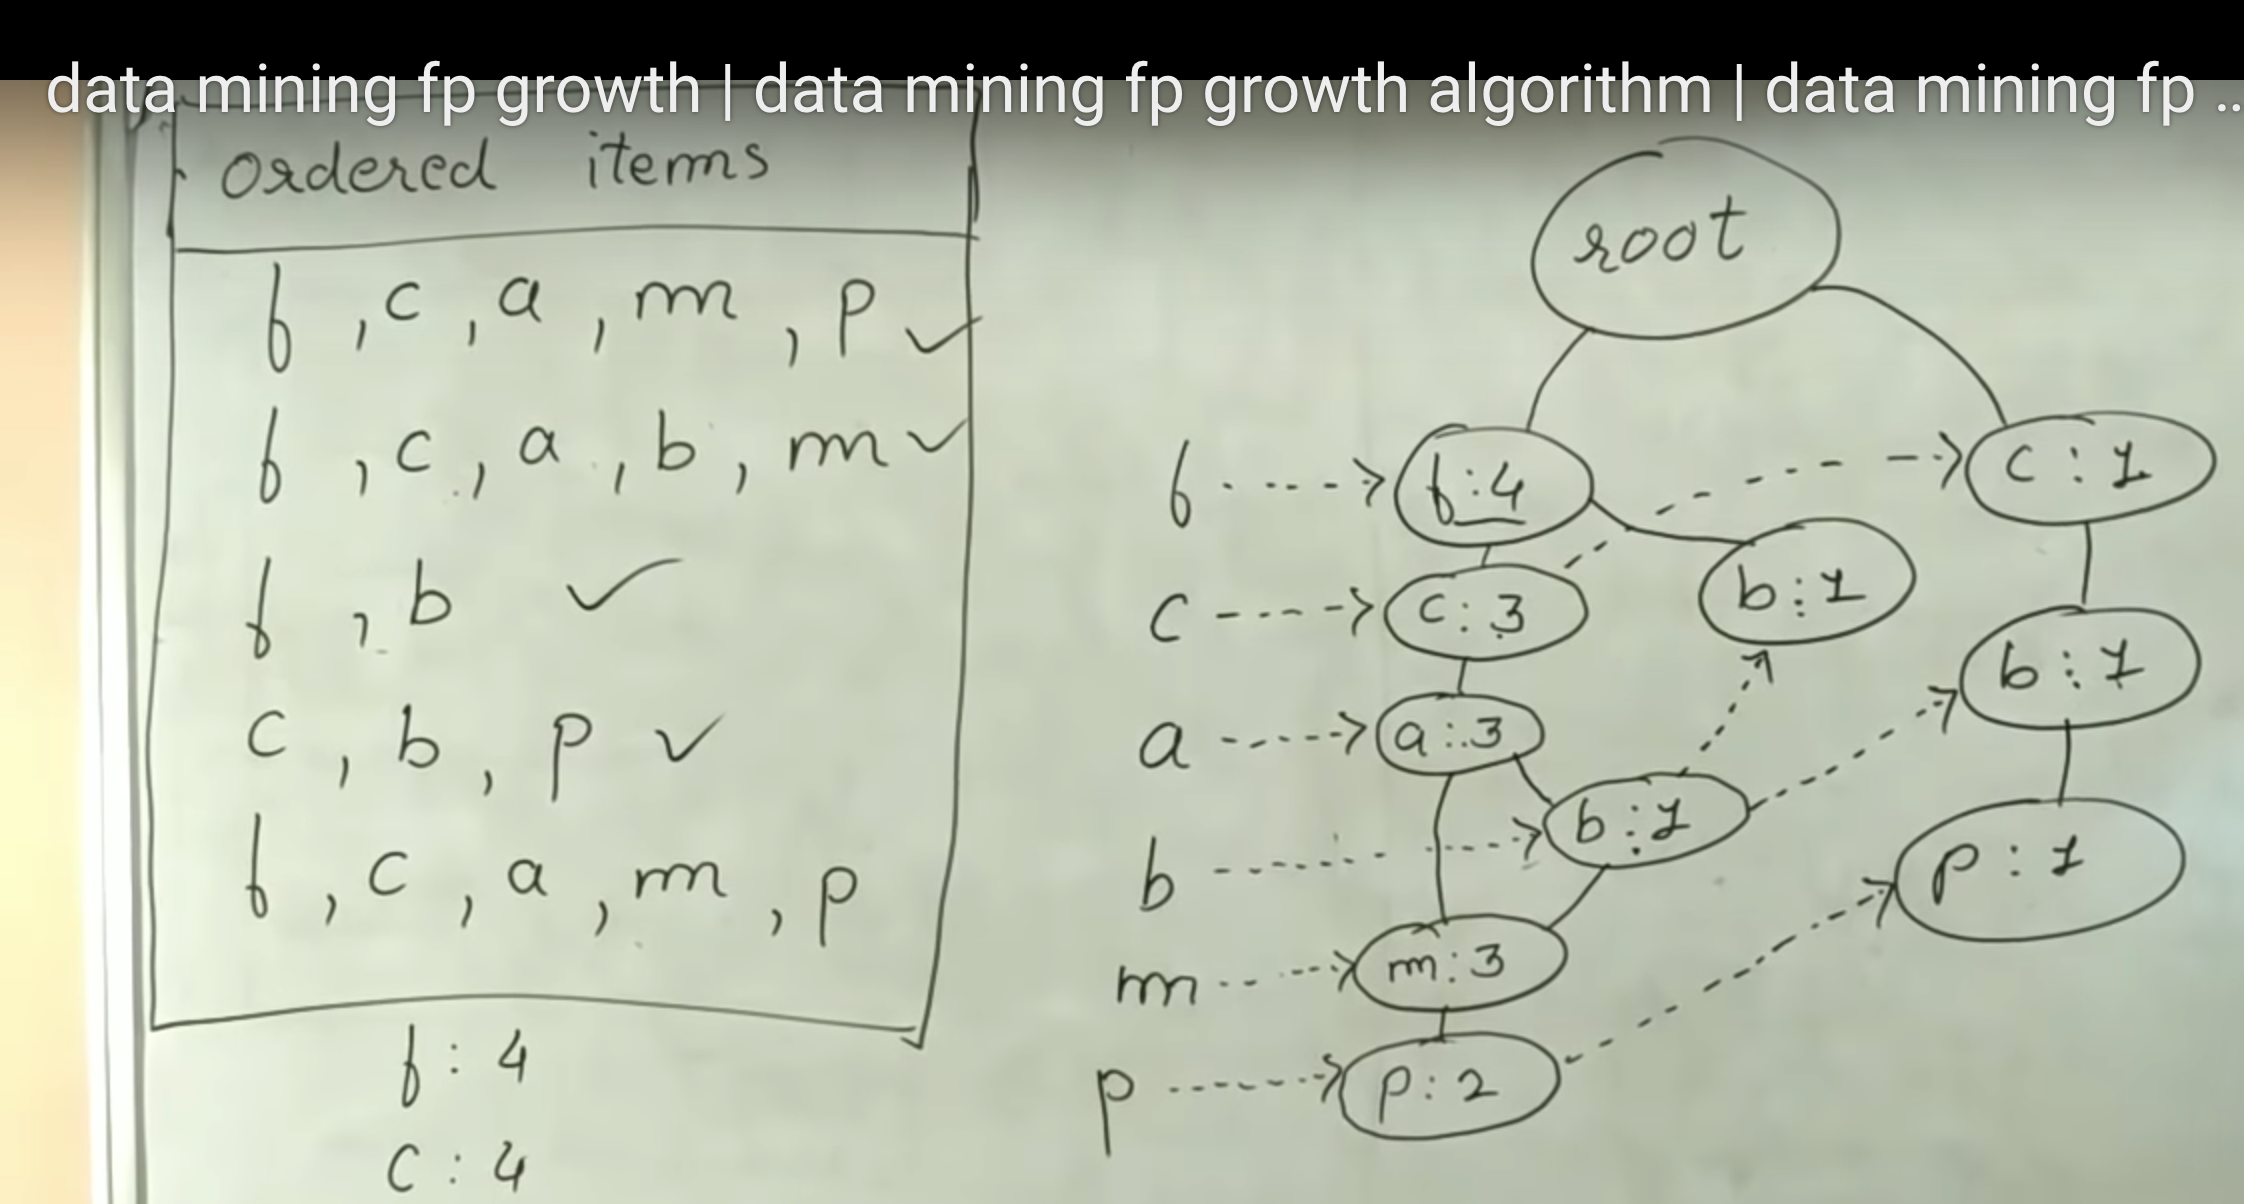 data mining fp growth | data mining fp growth algorithm | data mining fp ...
ordered items
f, c, a, m, p ✓
f, c, a, b, m ✓
f, b ✓
c, b, p ✓
f, c, a, m, p
f : 4
c : 4
root
f f:4 c:1
c c:3 b:1
a a:3 b:1
b b:1 p:1
m m:3
p p:2